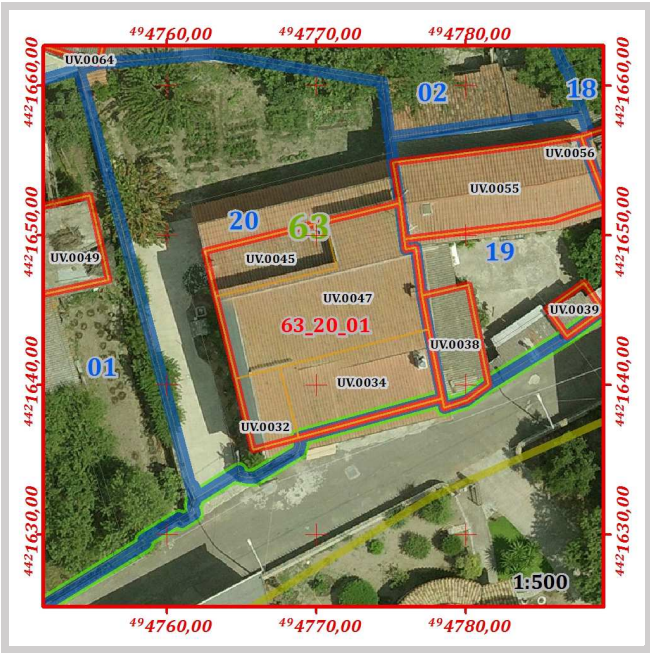 ⁴⁹4760,00 ⁴⁹4770,00 ⁴⁹4780,00
⁴⁴²1660,00
⁴⁴²1650,00
⁴⁴²1640,00
⁴⁴²1630,00
UV.0064
02
18
UV.0056
UV.0055
20
63
19
UV.0049
UV.0045
UV.0047
UV.0039
63_20_01
UV.0038
01
UV.0034
UV.0032
1:500
⁴⁴²1660,00
⁴⁴²1650,00
⁴⁴²1640,00
⁴⁴²1630,00
⁴⁹4760,00 ⁴⁹4770,00 ⁴⁹4780,00